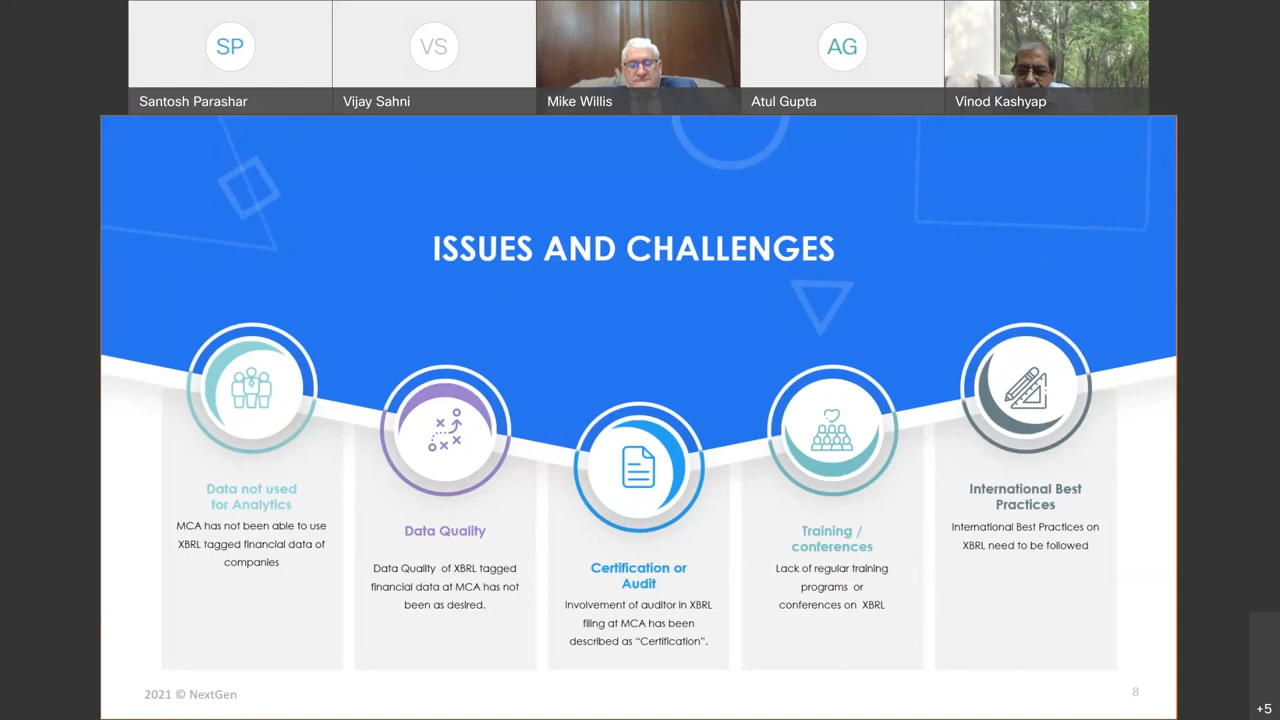 SP
VS
AG
Santosh Parashar
Vijay Sahni
Mike Willis
Atul Gupta
Vinod Kashyap
ISSUES AND CHALLENGES
Data not used
for Analytics
MCA has not been able to use
XBRL tagged financial data of
companies
Data Quality
Data Quality of XBRL tagged
financial data at MCA has not
been as desired.
Certification or
Audit
Involvement of auditor in XBRL
filing at MCA has been
described as “Certification”.
Training /
conferences
Lack of regular training
programs or
conferences on XBRL
International Best
Practices
International Best Practices on
XBRL need to be followed
2021 © NextGen
8
+5